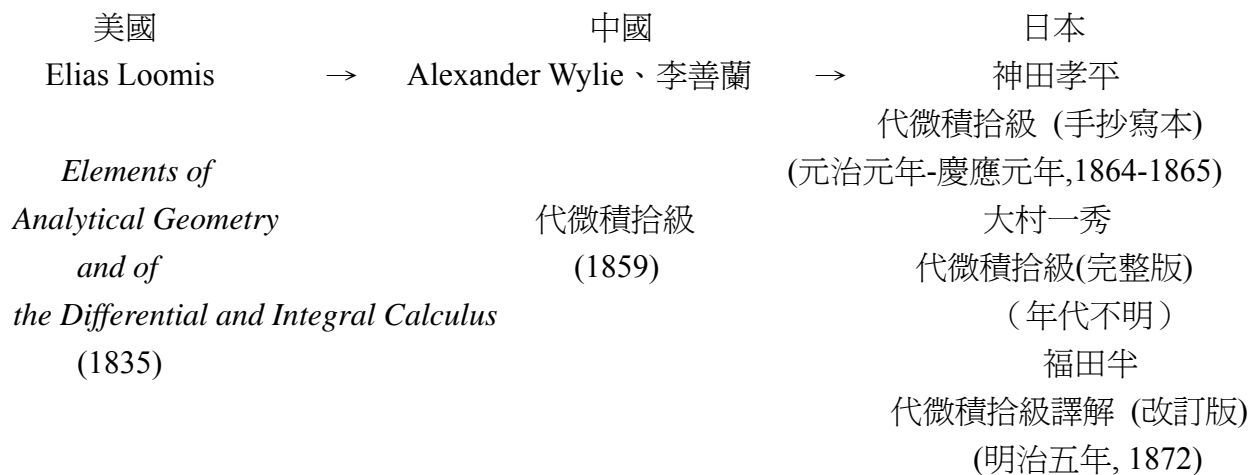 美國 中國 日本
Elias Loomis → Alexander Wylie、李善蘭 → 神田孝平
代微積拾級 (手抄寫本)
Elements of (元治元年-慶應元年,1864-1865)
Analytical Geometry 代微積拾級 大村一秀
and of (1859) 代微積拾級(完整版)
the Differential and Integral Calculus (年代不明)
(1835) 福田半
代微積拾級譯解 (改訂版)
(明治五年, 1872)